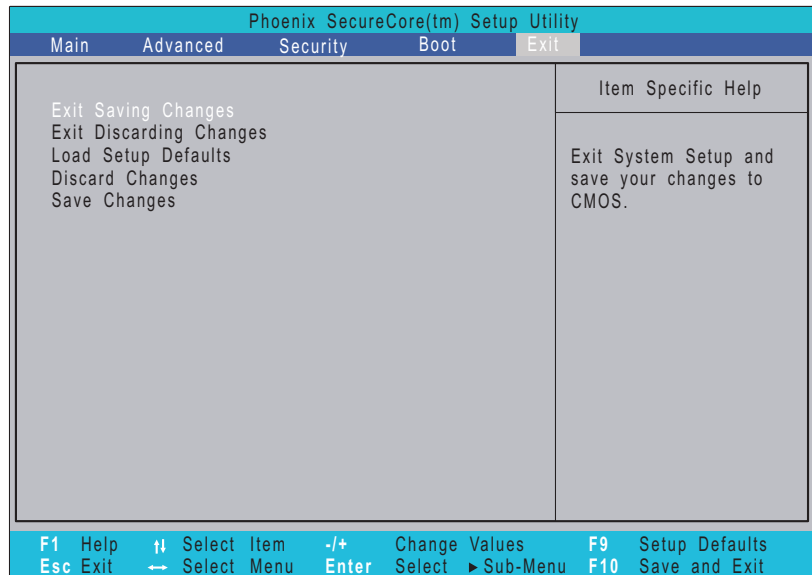 Phoenix SecureCore(tm) Setup Utility
Main Advanced Security Boot Exit
Item Specific Help
Exit Saving Changes
Exit Discarding Changes
Load Setup Defaults
Discard Changes
Save Changes
Exit System Setup and
save your changes to
CMOS.
F1 Help ↑↓ Select Item -/+ Change Values F9 Setup Defaults
Esc Exit ↔ Select Menu Enter Select ▶ Sub-Menu F10 Save and Exit